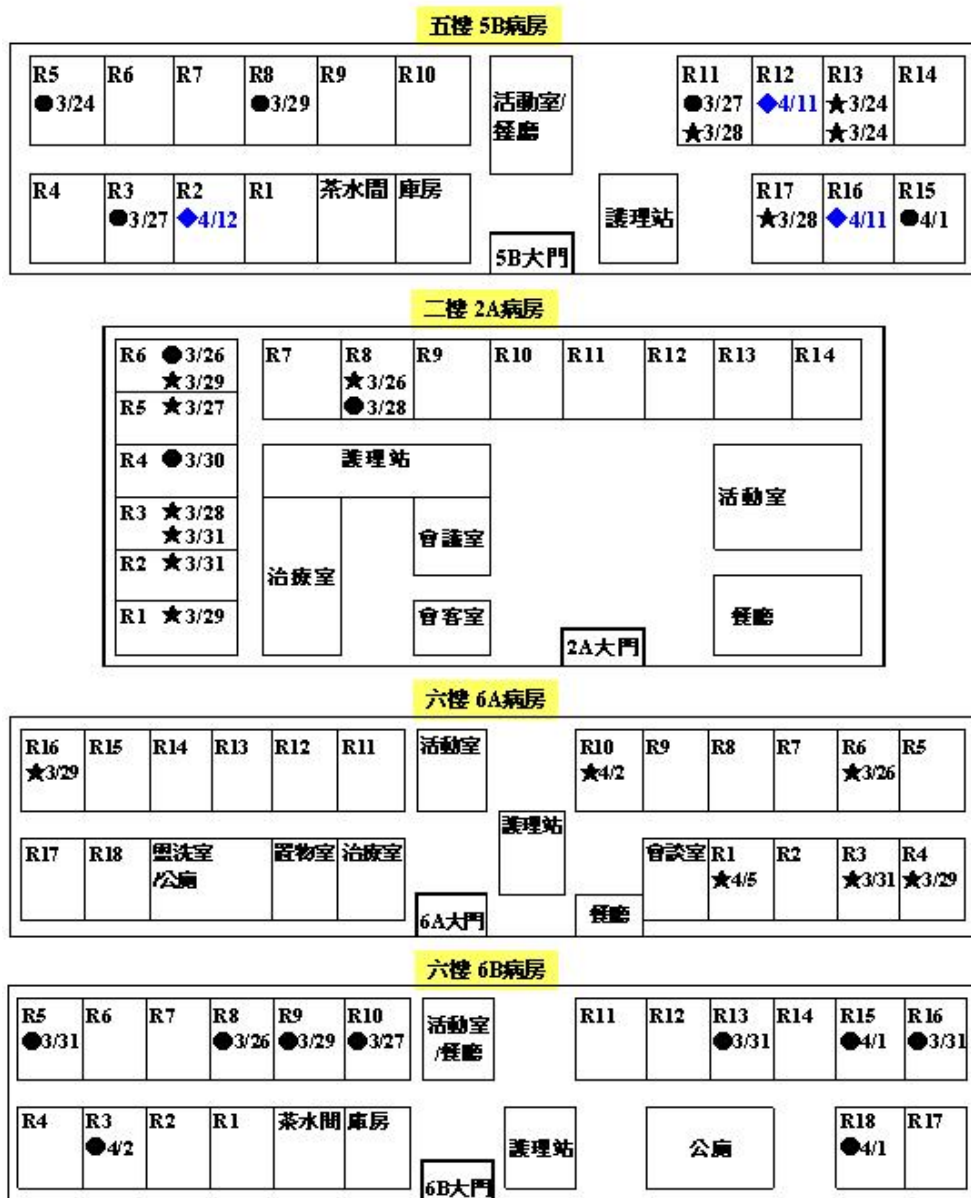 五樓 5B病房
R5 R6 R7 R8 R9 R10
●3/24 ●3/29
活動室/
餐廳
R11 R12 R13 R14
●3/27 ◆4/11 ★3/24
★3/28 ★3/24
R4 R3 R2 R1 茶水間 庫房
●3/27 ◆4/12
護理站
5B大門
R17 R16 R15
★3/28 ◆4/11 ●4/1
二樓 2A病房
R6 ●3/26
★3/29
R5 ★3/27
R4 ●3/30
R3 ★3/28
★3/31
R2 ★3/31
R1 ★3/29
R7 R8 R9 R10 R11 R12 R13 R14
★3/26
●3/28
護理站
治療室
會議室
會客室
活動室
餐廳
2A大門
六樓 6A病房
R16 R15 R14 R13 R12 R11
★3/29
活動室
R10 R9 R8 R7 R6 R5
★4/2 ★3/26
護理站
R17 R18 盥洗室 置物室 治療室
/公廁
6A大門
餐廳
會談室 R1 R2 R3 R4
★4/5 ★3/31 ★3/29
六樓 6B病房
R5 R6 R7 R8 R9 R10
●3/31 ●3/26 ●3/29 ●3/27
活動室
/餐廳
R11 R12 R13 R14 R15 R16
●3/31 ●4/1 ●3/31
R4 R3 R2 R1 茶水間 庫房
●4/2
護理站
公廁
R18 R17
●4/1
6B大門